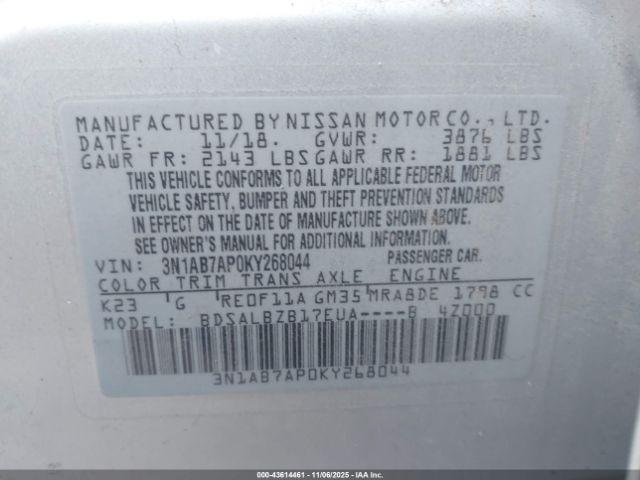 MANUFACTURED BY NISSAN MOTOR CO., LTD.
DATE: 11/18. GVWR: 3876 LBS
GAWR FR: 2143 LBS GAWR RR: 1881 LBS
THIS VEHICLE CONFORMS TO ALL APPLICABLE FEDERAL MOTOR
VEHICLE SAFETY, BUMPER AND THEFT PREVENTION STANDARDS
IN EFFECT ON THE DATE OF MANUFACTURE SHOWN ABOVE.
SEE OWNER'S MANUAL FOR ADDITIONAL INFORMATION.
VIN: 3N1AB7AP0KY268044 PASSENGER CAR.
COLOR TRIM TRANS AXLE ENGINE
K23 G RE0F11A GM35 MRA8DE 1798 CC
MODEL: BDSALBZB17EUA----B 4Z000
3N1AB7AP0KY268044
000-43614461 - 11/06/2025 - IAAI, Inc.